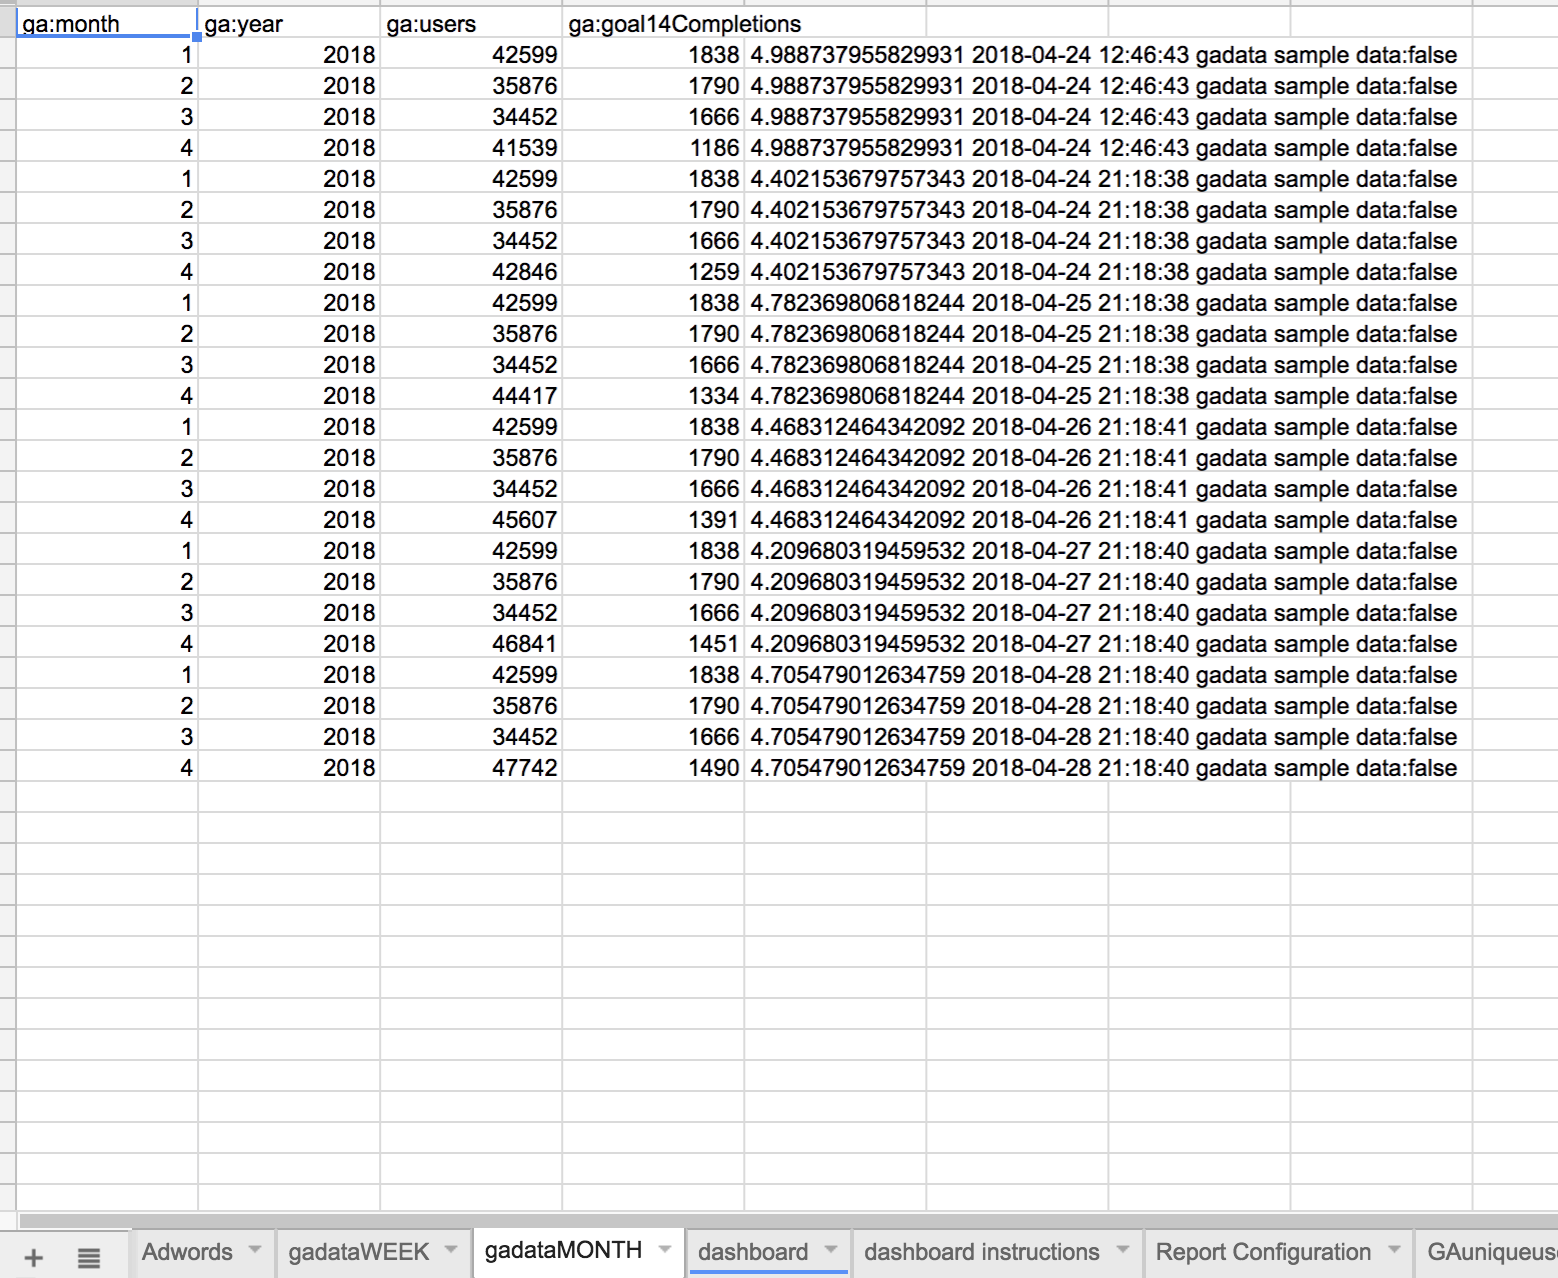 ga:month ga:year ga:users ga:goal14Completions
1 2018 42599 1838 4.988737955829931 2018-04-24 12:46:43 gadata sample data:false
2 2018 35876 1790 4.988737955829931 2018-04-24 12:46:43 gadata sample data:false
3 2018 34452 1666 4.988737955829931 2018-04-24 12:46:43 gadata sample data:false
4 2018 41539 1186 4.988737955829931 2018-04-24 12:46:43 gadata sample data:false
1 2018 42599 1838 4.402153679757343 2018-04-24 21:18:38 gadata sample data:false
2 2018 35876 1790 4.402153679757343 2018-04-24 21:18:38 gadata sample data:false
3 2018 34452 1666 4.402153679757343 2018-04-24 21:18:38 gadata sample data:false
4 2018 42846 1259 4.402153679757343 2018-04-24 21:18:38 gadata sample data:false
1 2018 42599 1838 4.782369806818244 2018-04-25 21:18:38 gadata sample data:false
2 2018 35876 1790 4.782369806818244 2018-04-25 21:18:38 gadata sample data:false
3 2018 34452 1666 4.782369806818244 2018-04-25 21:18:38 gadata sample data:false
4 2018 44417 1334 4.782369806818244 2018-04-25 21:18:38 gadata sample data:false
1 2018 42599 1838 4.468312464342092 2018-04-26 21:18:41 gadata sample data:false
2 2018 35876 1790 4.468312464342092 2018-04-26 21:18:41 gadata sample data:false
3 2018 34452 1666 4.468312464342092 2018-04-26 21:18:41 gadata sample data:false
4 2018 45607 1391 4.468312464342092 2018-04-26 21:18:41 gadata sample data:false
1 2018 42599 1838 4.209680319459532 2018-04-27 21:18:40 gadata sample data:false
2 2018 35876 1790 4.209680319459532 2018-04-27 21:18:40 gadata sample data:false
3 2018 34452 1666 4.209680319459532 2018-04-27 21:18:40 gadata sample data:false
4 2018 46841 1451 4.209680319459532 2018-04-27 21:18:40 gadata sample data:false
1 2018 42599 1838 4.705479012634759 2018-04-28 21:18:40 gadata sample data:false
2 2018 35876 1790 4.705479012634759 2018-04-28 21:18:40 gadata sample data:false
3 2018 34452 1666 4.705479012634759 2018-04-28 21:18:40 gadata sample data:false
4 2018 47742 1490 4.705479012634759 2018-04-28 21:18:40 gadata sample data:false
Adwords gadataWEEK gadataMONTH dashboard dashboard instructions Report Configuration GAuniqueus